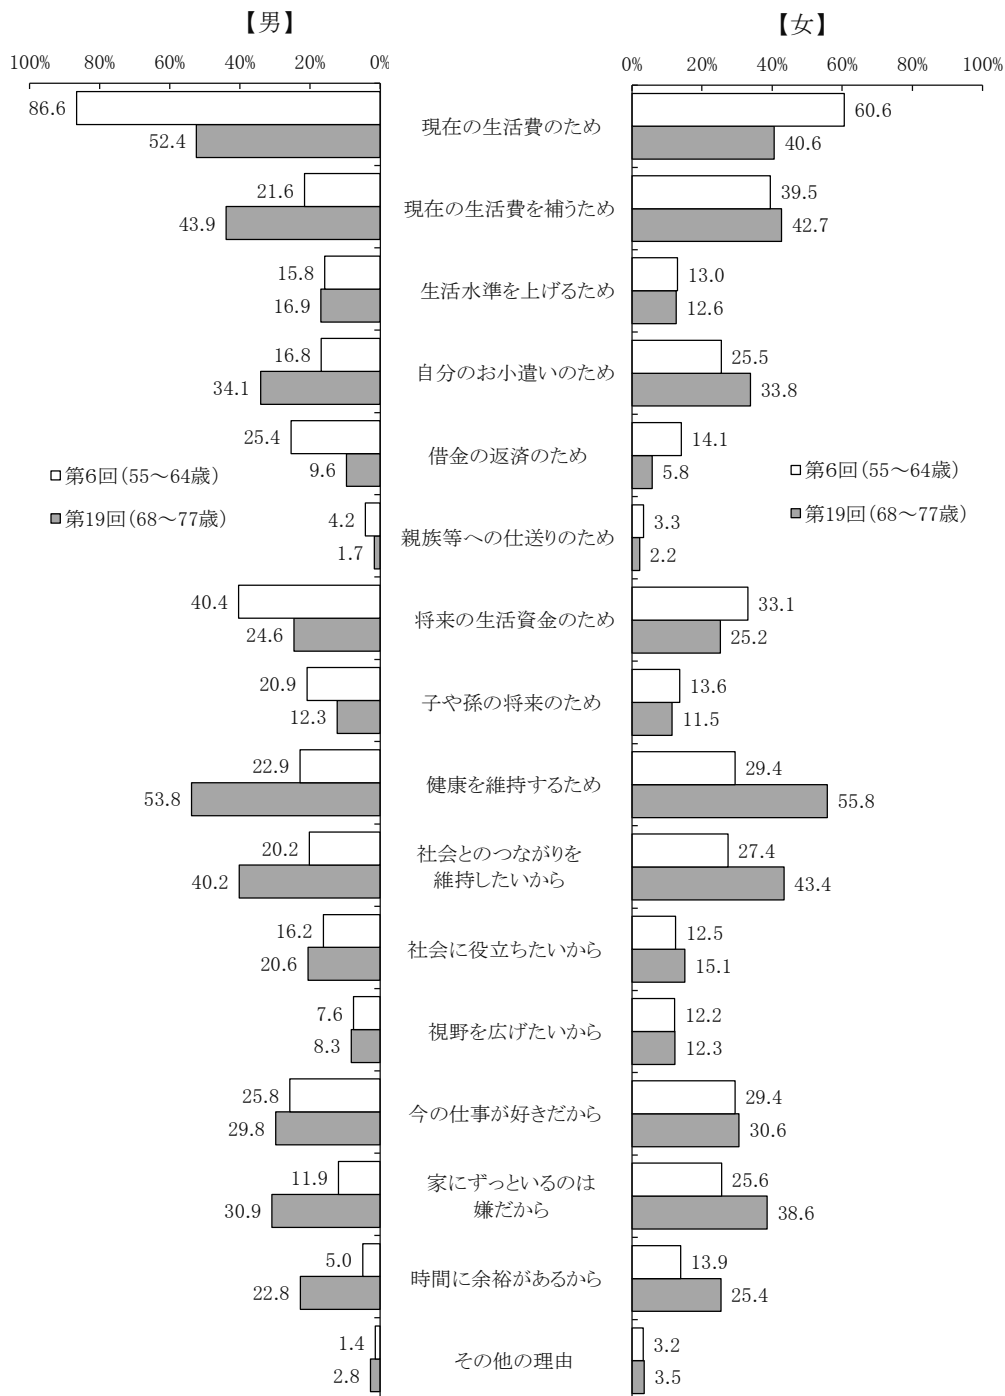 【男】
【女】
100% 80% 60% 40% 20% 0%
0% 20% 40% 60% 80% 100%
86.6
52.4
現在の生活費のため
60.6
40.6
21.6
43.9
現在の生活費を補うため
39.5
42.7
15.8
16.9
生活水準を上げるため
13.0
12.6
16.8
34.1
自分のお小遣いのため
25.5
33.8
25.4
9.6
借金の返済のため
14.1
5.8
第6回(55～64歳)
第19回(68～77歳)
第6回(55～64歳)
第19回(68～77歳)
4.2
1.7
親族等への仕送りのため
3.3
2.2
40.4
24.6
将来の生活資金のため
33.1
25.2
20.9
12.3
子や孫の将来のため
13.6
11.5
22.9
53.8
健康を維持するため
29.4
55.8
20.2
40.2
社会とのつながりを
維持したいから
27.4
43.4
16.2
20.6
社会に役立ちたいから
12.5
15.1
7.6
8.3
視野を広げたいから
12.2
12.3
25.8
29.8
今の仕事が好きだから
29.4
30.6
11.9
30.9
家にずっといるのは
嫌だから
25.6
38.6
5.0
22.8
時間に余裕があるから
13.9
25.4
1.4
2.8
その他の理由
3.2
3.5